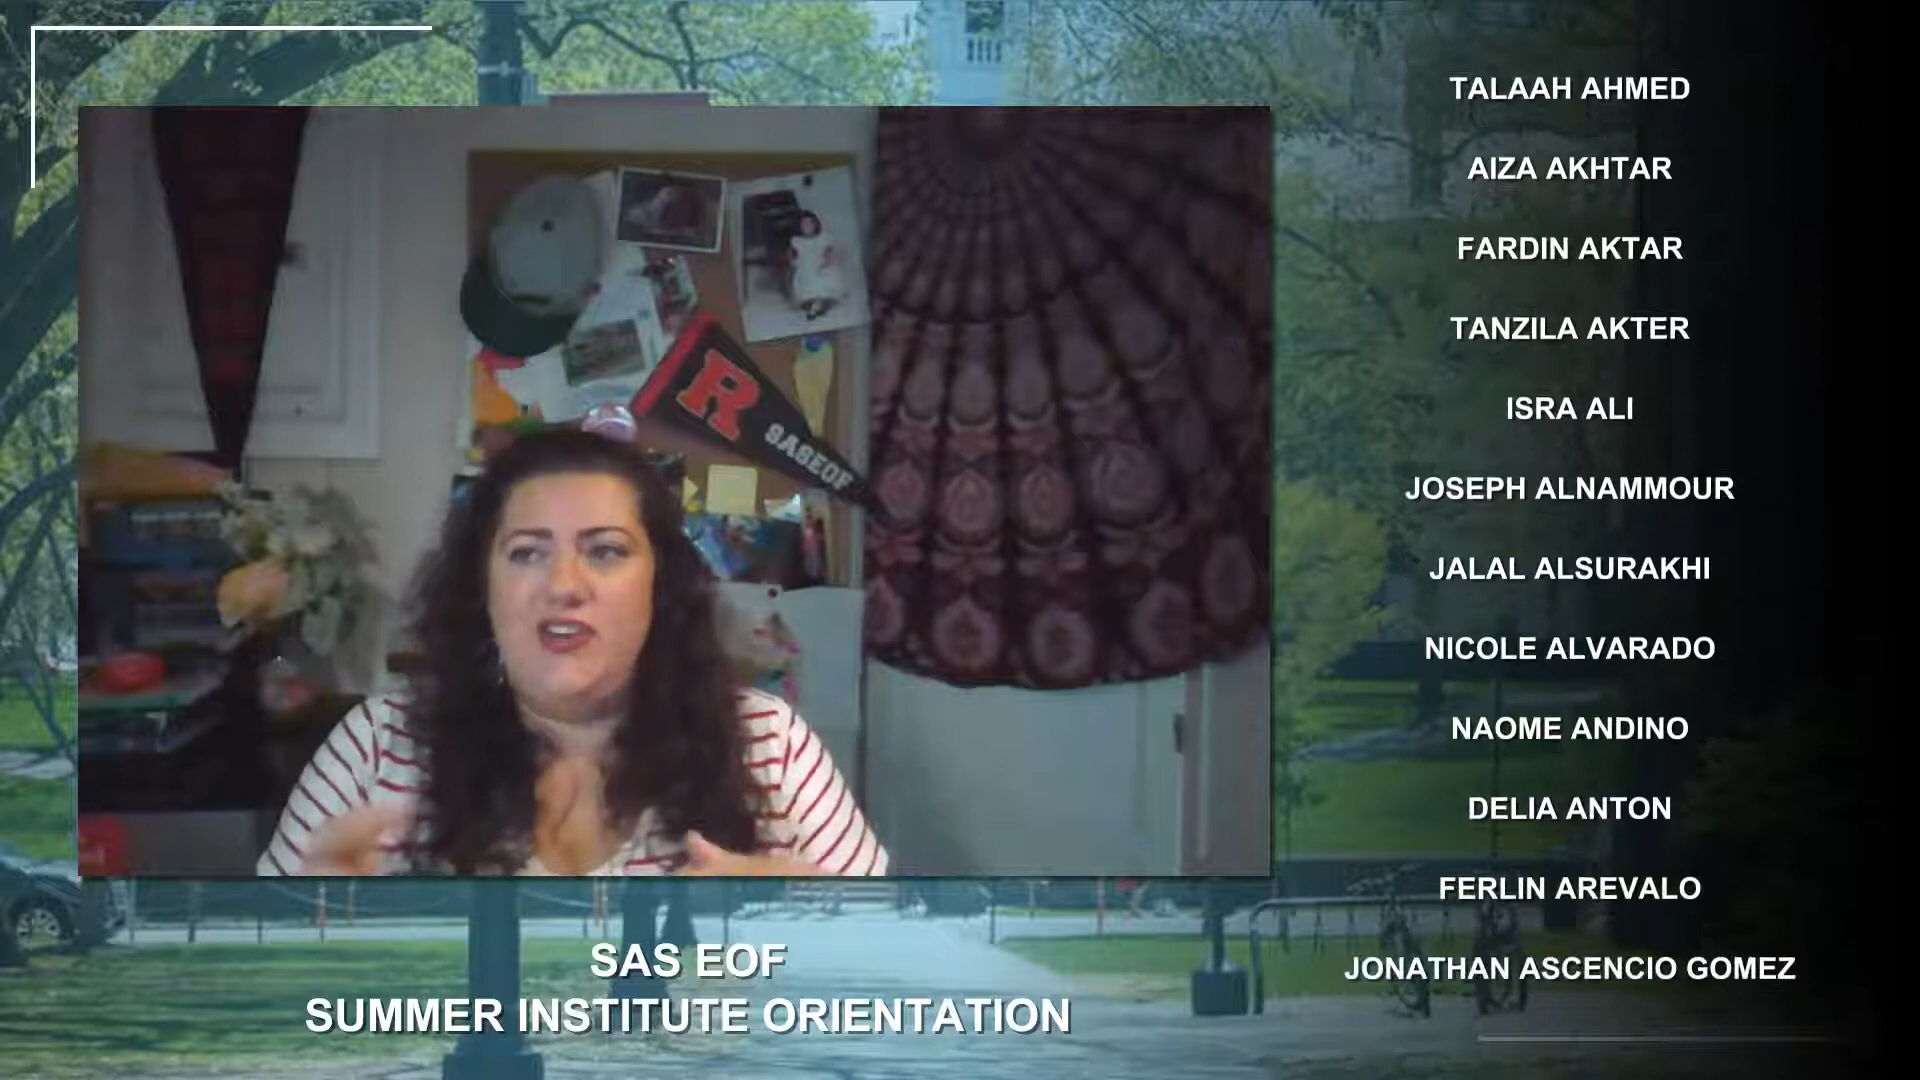 R
SASEOF
SAS EOF
SUMMER INSTITUTE ORIENTATION
TALAAH AHMED
AIZA AKHTAR
FARDIN AKTAR
TANZILA AKTER
ISRA ALI
JOSEPH ALNAMMOUR
JALAL ALSURAKHI
NICOLE ALVARADO
NAOME ANDINO
DELIA ANTON
FERLIN AREVALO
JONATHAN ASCENCIO GOMEZ